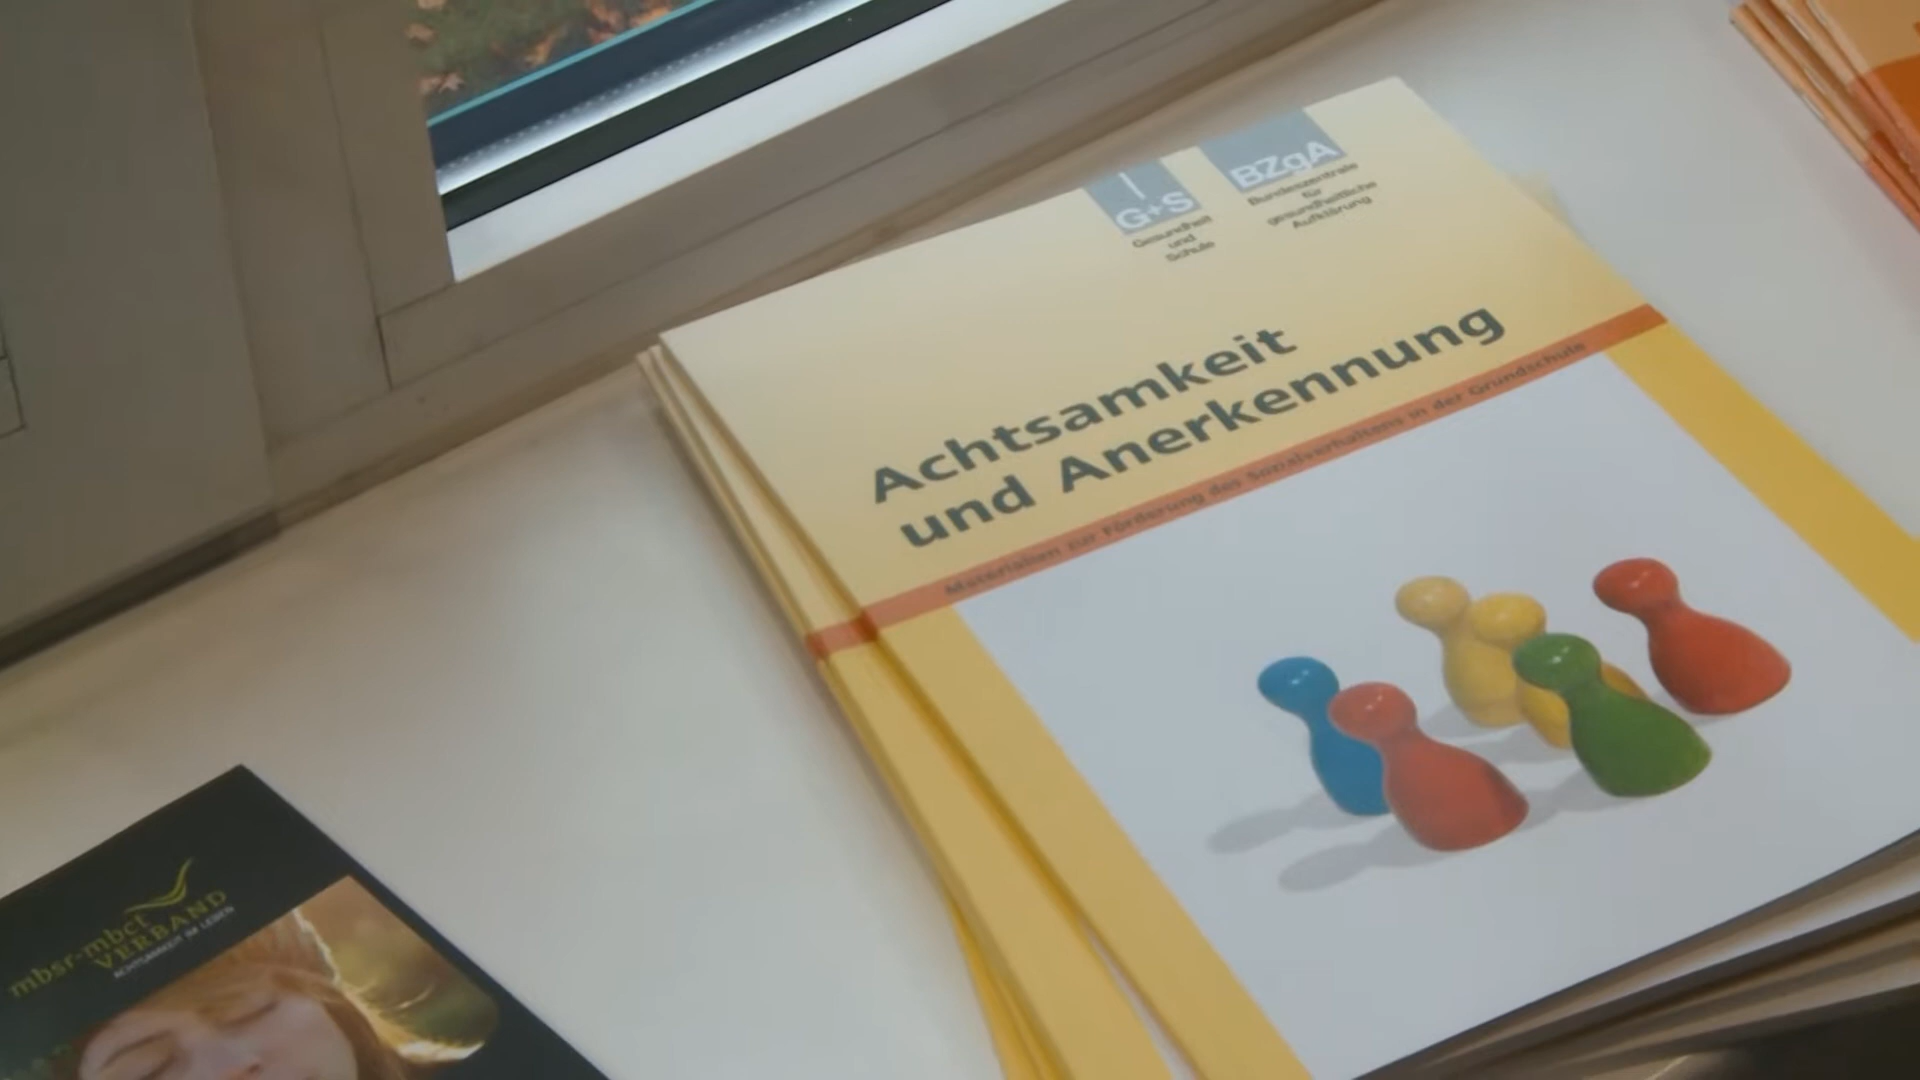 G+S
Gesundheit
und
Schule
BZgA
Bundeszentrale
für
gesundheitliche
Aufklärung
Achtsamkeit
und Anerkennung
Materialien zur Förderung des Sozialverhaltens in der Grundschule
mbsr-mbct
VERBAND
ACHTSAMKEIT IM LEBEN